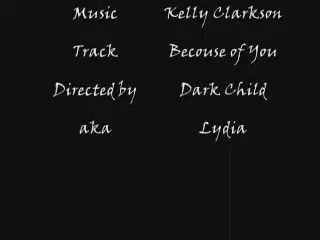 Music Kelly Clarkson
Track Becouse of You
Directed by Dark Child
aka Lydia